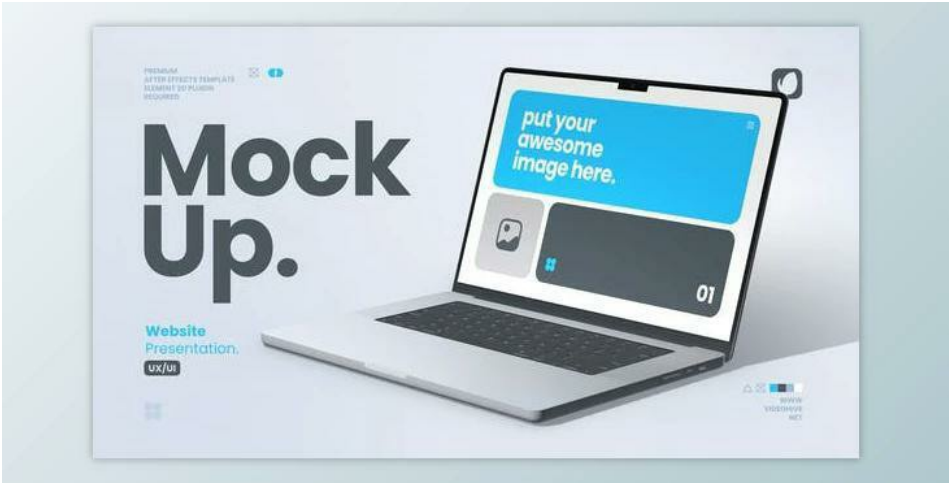 PREMIUM
AFTER EFFECTS TEMPLATE
ELEMENT 3D PLUGIN
REQUIRED
Mock
Up.
Website
Presentation.
UX/UI
put your
awesome
image here.
01
WWW
VIDEOHIVE
NET